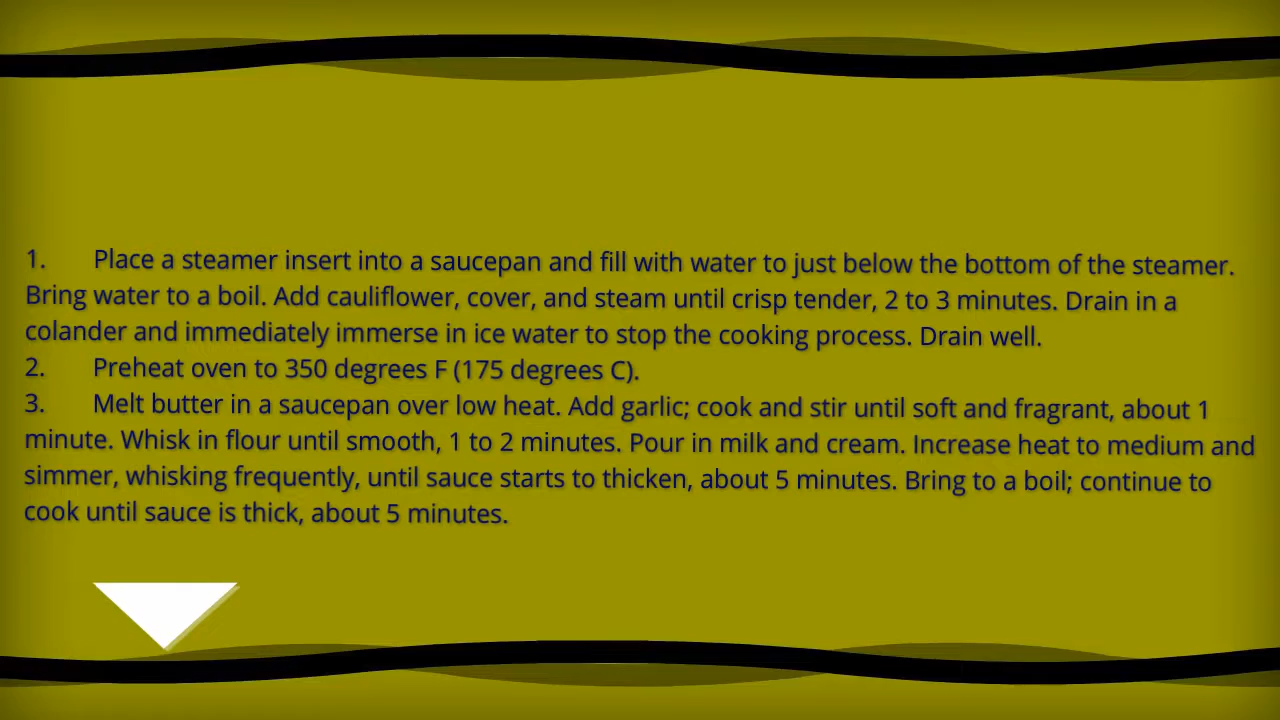 1. Place a steamer insert into a saucepan and fill with water to just below the bottom of the steamer.
Bring water to a boil. Add cauliflower, cover, and steam until crisp tender, 2 to 3 minutes. Drain in a
colander and immediately immerse in ice water to stop the cooking process. Drain well.
2. Preheat oven to 350 degrees F (175 degrees C).
3. Melt butter in a saucepan over low heat. Add garlic; cook and stir until soft and fragrant, about 1
minute. Whisk in flour until smooth, 1 to 2 minutes. Pour in milk and cream. Increase heat to medium and
simmer, whisking frequently, until sauce starts to thicken, about 5 minutes. Bring to a boil; continue to
cook until sauce is thick, about 5 minutes.